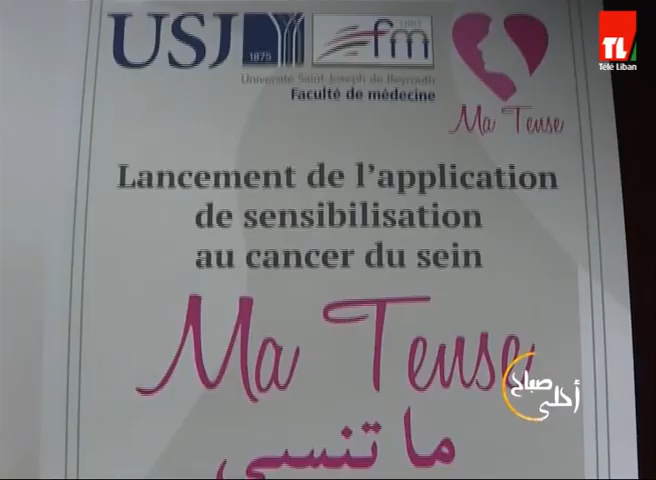 USJ
1875
fm
1883
Université Saint-Joseph de Beyrouth
Faculté de médecine
Ma Tense
TL
Télé Liban
Lancement de l'application
de sensibilisation
au cancer du sein
Ma Tense
أحلى صباح
ما تنسي